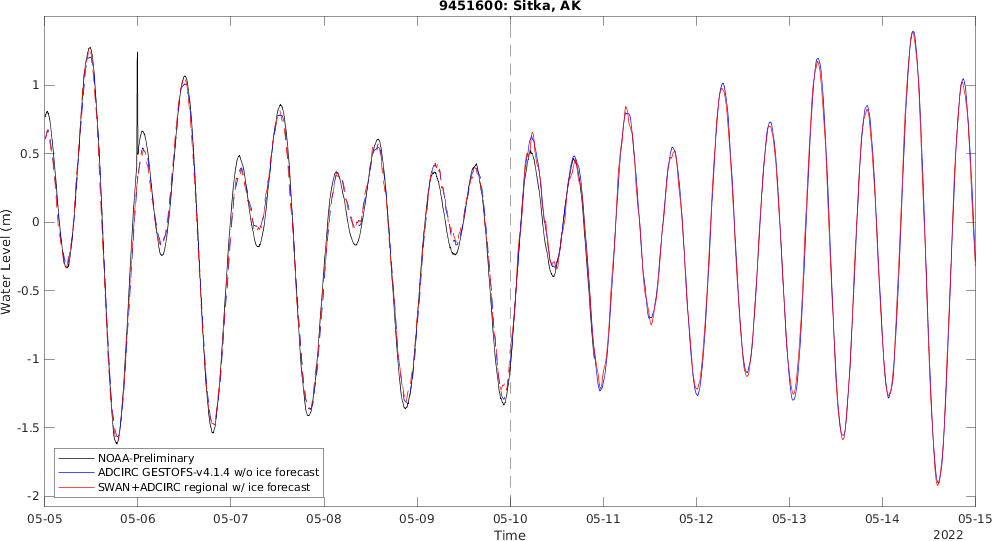 9451600: Sitka, AK
Water Level (m)
1
0.5
0
-0.5
-1
-1.5
-2
NOAA-Preliminary
ADCIRC GESTOFS-v4.1.4 w/o ice forecast
SWAN+ADCIRC regional w/ ice forecast
05-05 05-06 05-07 05-08 05-09 05-10 05-11 05-12 05-13 05-14 05-15
Time
2022